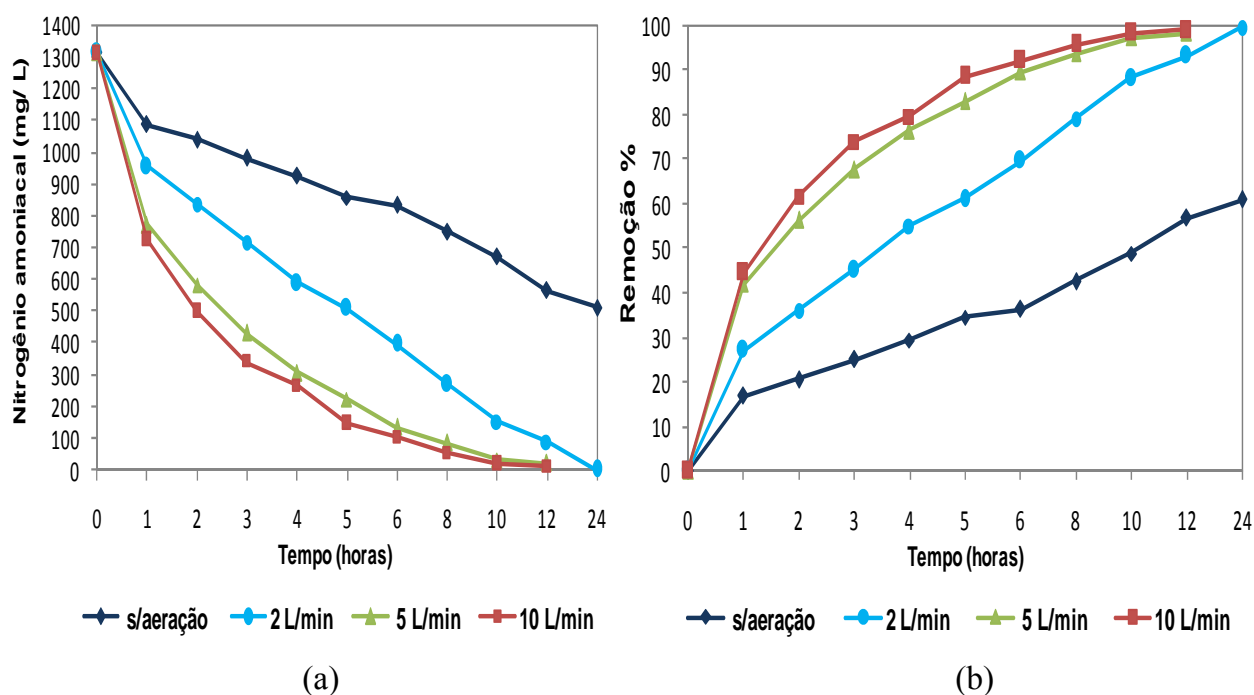 Nitrogênio amoniacal (mg/ L)
1400
1300
1200
1100
1000
900
800
700
600
500
400
300
200
100
0
0 1 2 3 4 5 6 8 10 12 24
Tempo (horas)
s/aeração 2 L/min 5 L/min 10 L/min
(a)
Remoção %
100
90
80
70
60
50
40
30
20
10
0
0 1 2 3 4 5 6 8 10 12 24
Tempo (horas)
s/aeração 2 L/min 5 L/min 10 L/min
(b)